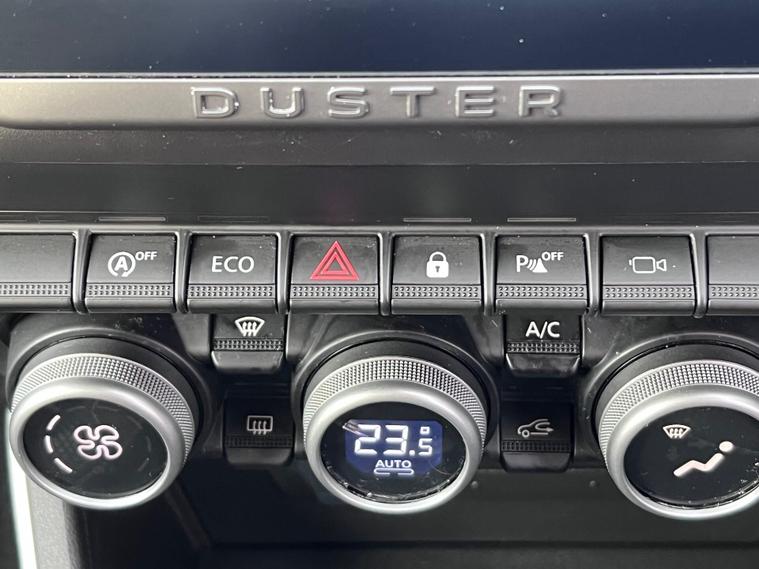 DUSTER
A OFF
ECO
P OFF
A/C
23.5°
AUTO